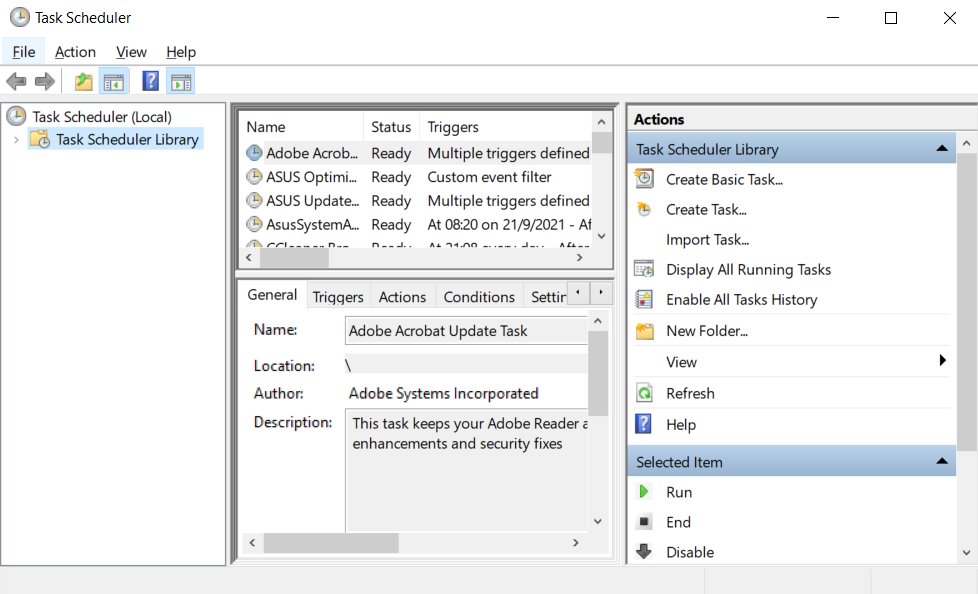 Task Scheduler
File Action View Help
Task Scheduler (Local)
Task Scheduler Library
Name Status Triggers
Adobe Acrob... Ready Multiple triggers defined
ASUS Optimi... Ready Custom event filter
ASUS Update... Ready Multiple triggers defined
AsusSystemA... Ready At 08:20 on 21/9/2021 - Af
CCleaner Ready At 21:08 every day - After
General Triggers Actions Conditions Settin
Name: Adobe Acrobat Update Task
Location: \
Author: Adobe Systems Incorporated
Description: This task keeps your Adobe Reader a
enhancements and security fixes
Actions
Task Scheduler Library
Create Basic Task...
Create Task...
Import Task...
Display All Running Tasks
Enable All Tasks History
New Folder...
View
Refresh
Help
Selected Item
Run
End
Disable